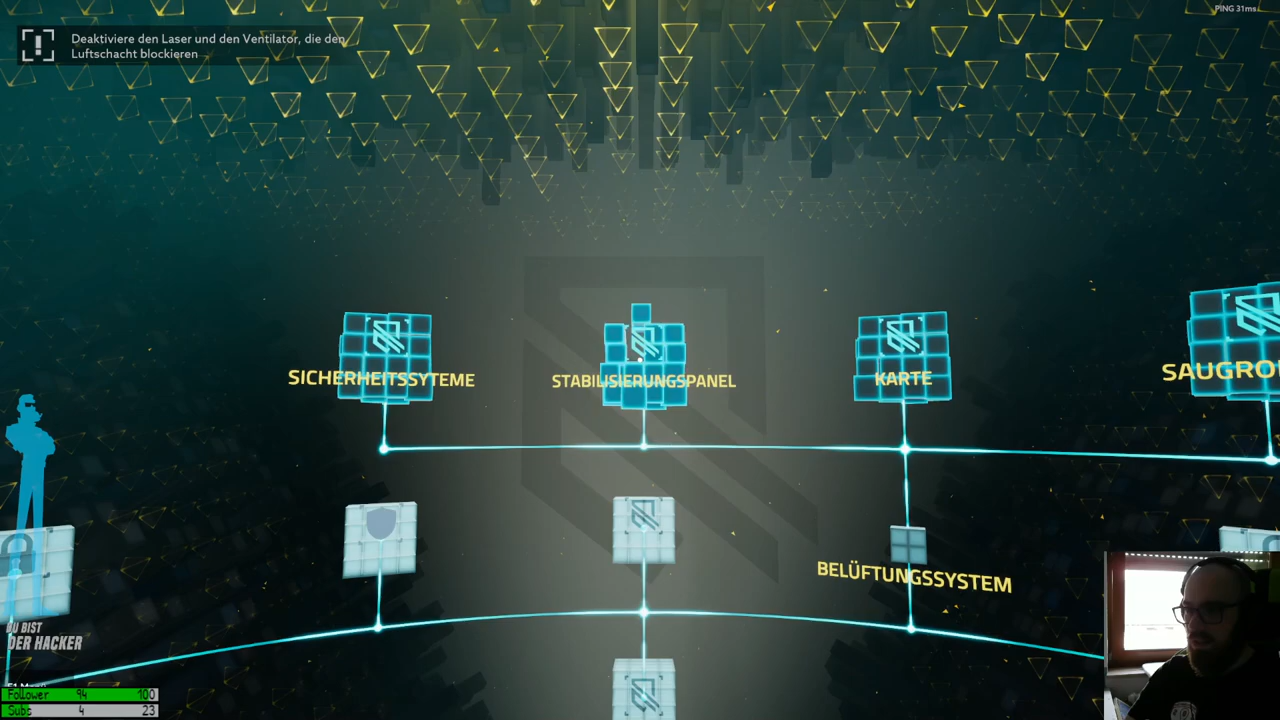 PING 31ms
Deaktiviere den Laser und den Ventilator, die den
Luftschacht blockieren
SICHERHEITSSYTEME
STABILISIERUNGSPANEL
KARTE
BELÜFTUNGSSYSTEM
DU BIST
DER HACKER
Follower 94 100
Subs 4 23